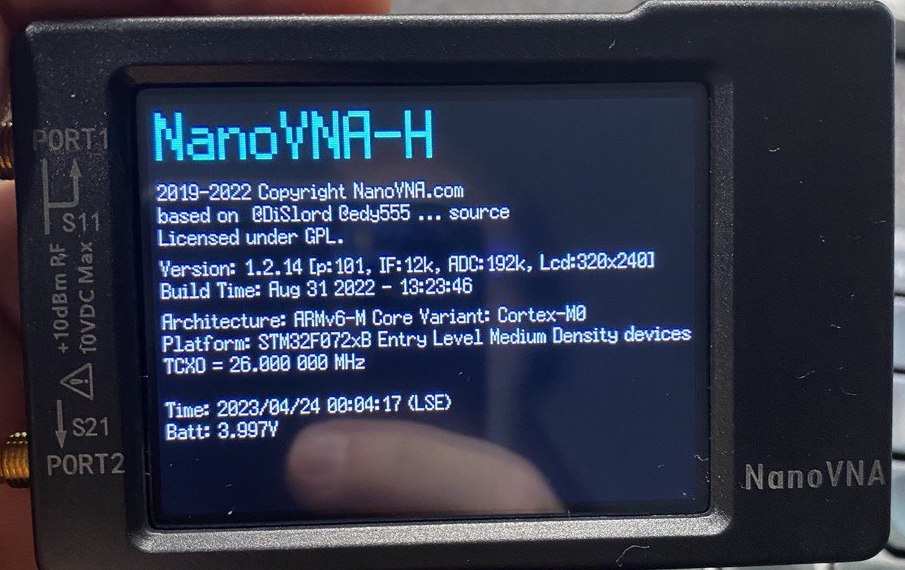 PORT1
S11
+10dBm RF
10VDC Max
S21
PORT2
NanoVNA-H
2019-2022 Copyright NanoVNA.com
based on @DiSlord @edy555 ... source
Licensed under GPL.
Version: 1.2.14 [p:101, IF:12k, ADC:192k, Lcd:320x240]
Build Time: Aug 31 2022 - 13:23:46
Architecture: ARMv6-M Core Variant: Cortex-M0
Platform: STM32F072xB Entry Level Medium Density devices
TCXO = 26.000 000 MHz
Time: 2023/04/24 00:04:17 (LSE)
Batt: 3.997V
NanoVNA